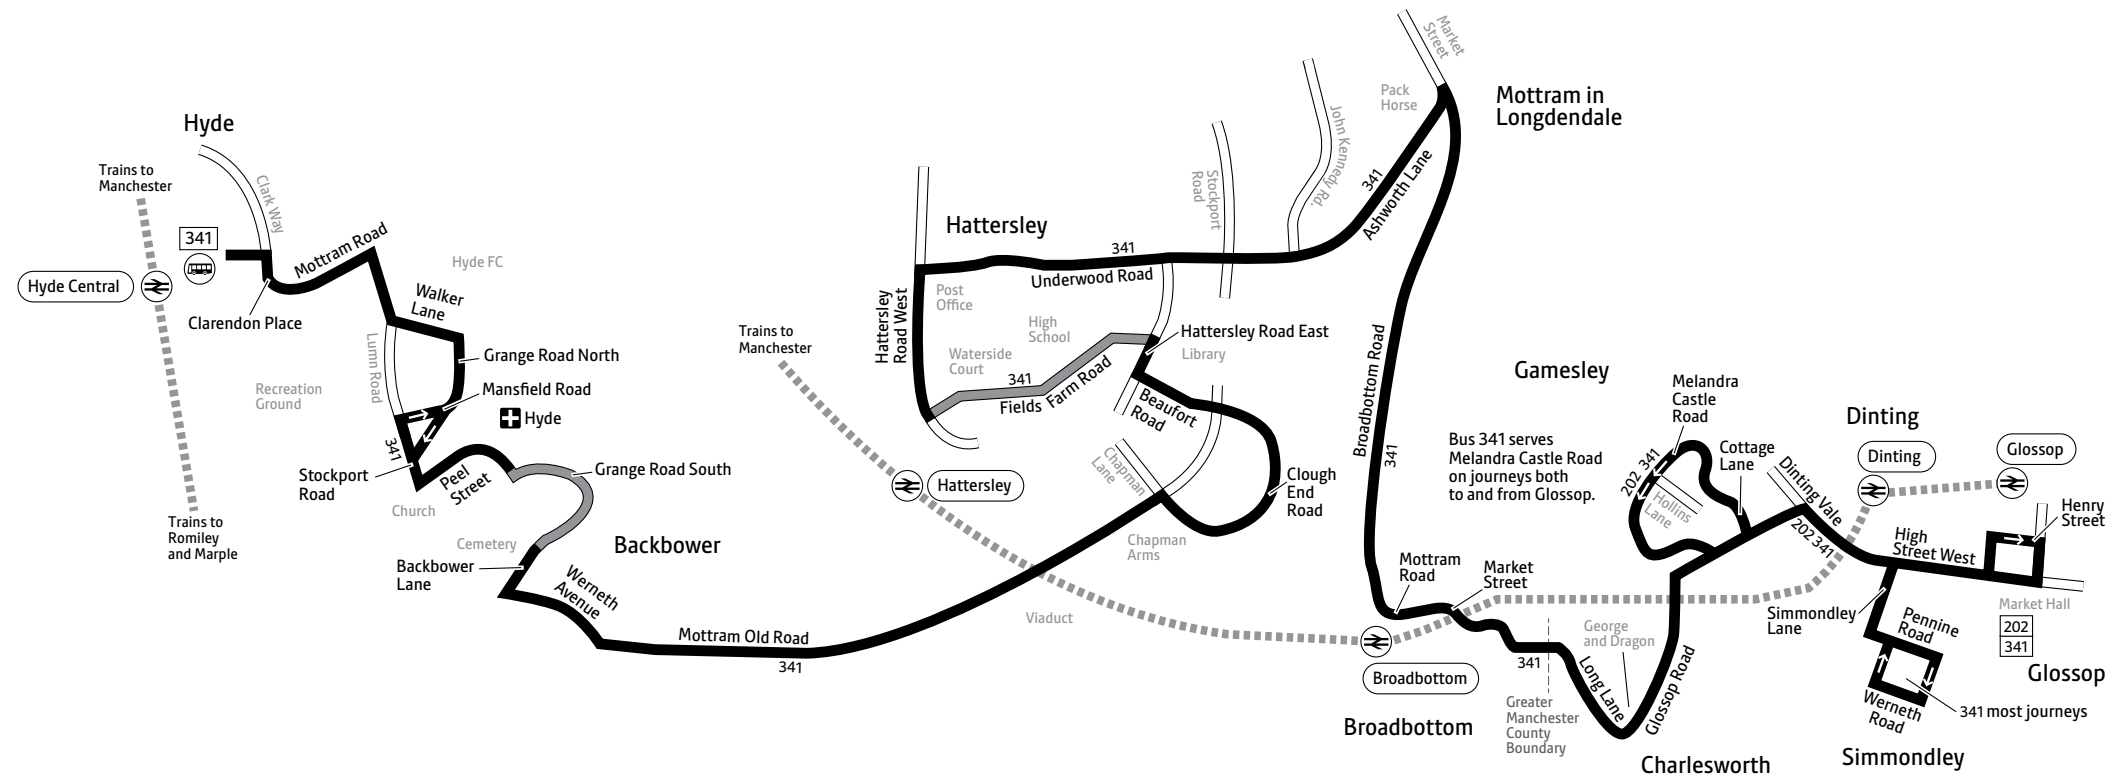 Hyde
Trains to
Manchester
Clark Way
341
Hyde Central
Mottram Road
Clarendon Place
Hyde FC
Walker
Lane
Lumm Road
Grange Road North
Recreation
Ground
Mansfield Road
Hyde
341
Stockport
Road
Peel
Street
Grange Road South
Church
Trains to
Romiley
and Marple
Cemetery
Backbower
Backbower
Lane
Werneth
Avenue
Mottram Old Road
341
Trains to
Manchester
Hattersley
Hattersley
341
Underwood Road
Hattersley
Road West
Post
Office
High
School
Waterside
Court
341
Fields Farm Road
Hattersley Road East
Library
Beaufort
Road
Chapman
Lane
Clough
End
Road
Chapman
Arms
Viaduct
Stockport
Road
John Kennedy Rd.
Pack
Horse
Market
Street
Mottram in
Longdendale
341
Ashworth Lane
Broadbottom Road
341
Mottram
Road
Market
Street
Broadbottom
Broadbottom
341
Greater
Manchester
County
Boundary
George
and Dragon
Long Lane
Glossop Road
Charlesworth
Gamesley
Bus 341 serves
Melandra Castle Road
on journeys both
to and from Glossop.
Melandra
Castle
Road
202 341
Hollins
Lane
Cottage
Lane
Dinting Vale
202 341
Dinting
Dinting
Glossop
Henry
Street
High
Street West
Simmondley
Lane
Pennine
Road
Werneth
Road
341 most journeys
Simmondley
Market Hall
202
341
Glossop